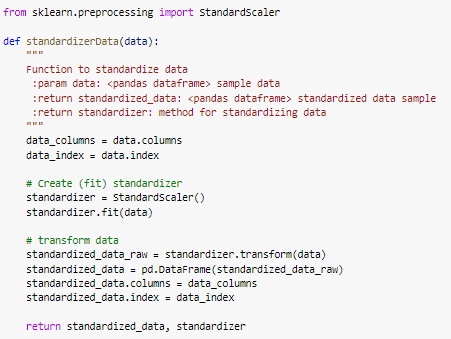 from sklearn.preprocessing import StandardScaler
def standardizerData(data):
"""
Function to standardize data
:param data: <pandas dataframe> sample data
:return standardized_data: <pandas dataframe> standardized data sample
:return standardizer: method for standardizing data
"""
data_columns = data.columns
data_index = data.index
# Create (fit) standardizer
standardizer = StandardScaler()
standardizer.fit(data)
# transform data
standardized_data_raw = standardizer.transform(data)
standardized_data = pd.DataFrame(standardized_data_raw)
standardized_data.columns = data_columns
standardized_data.index = data_index
return standardized_data, standardizer